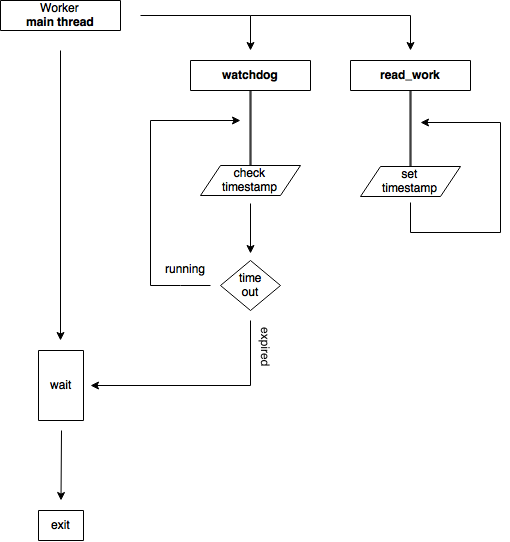 Worker
main thread
watchdog
read_work
check
timestamp
set
timestamp
running
time
out
expired
wait
exit